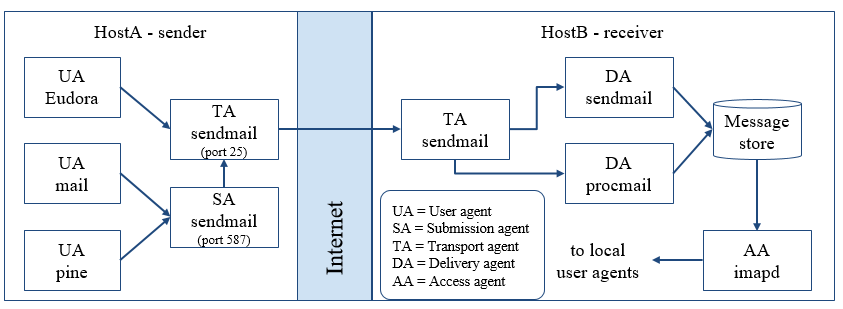 HostA - sender
HostB - receiver
UA
Eudora
TA
sendmail
(port 25)
UA
mail
SA
sendmail
(port 587)
UA
pine
Internet
TA
sendmail
DA
sendmail
DA
procmail
Message
store
UA = User agent
SA = Submission agent
TA = Transport agent
DA = Delivery agent
AA = Access agent
to local
user agents
AA
imapd